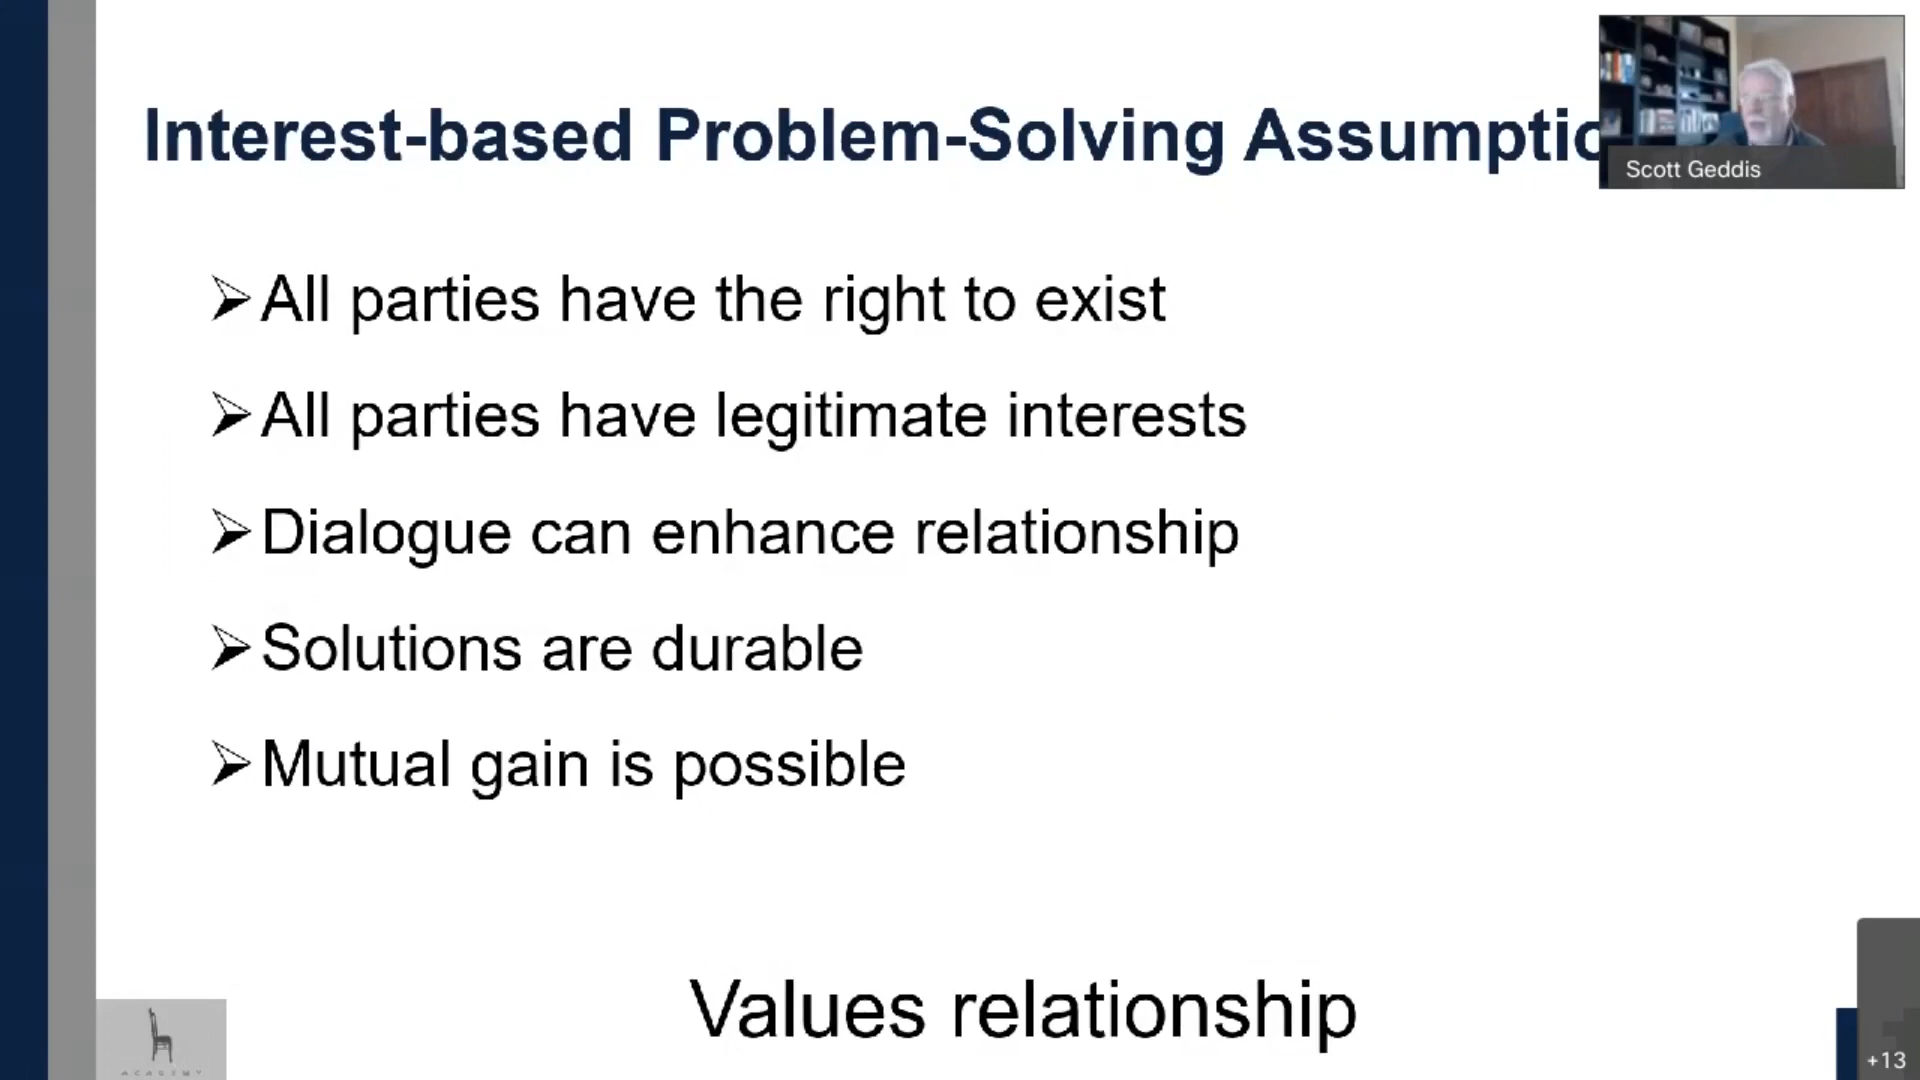 Interest-based Problem-Solving Assumptio
Scott Geddis
All parties have the right to exist
All parties have legitimate interests
Dialogue can enhance relationship
Solutions are durable
Mutual gain is possible
Values relationship
ACADEMY
+13